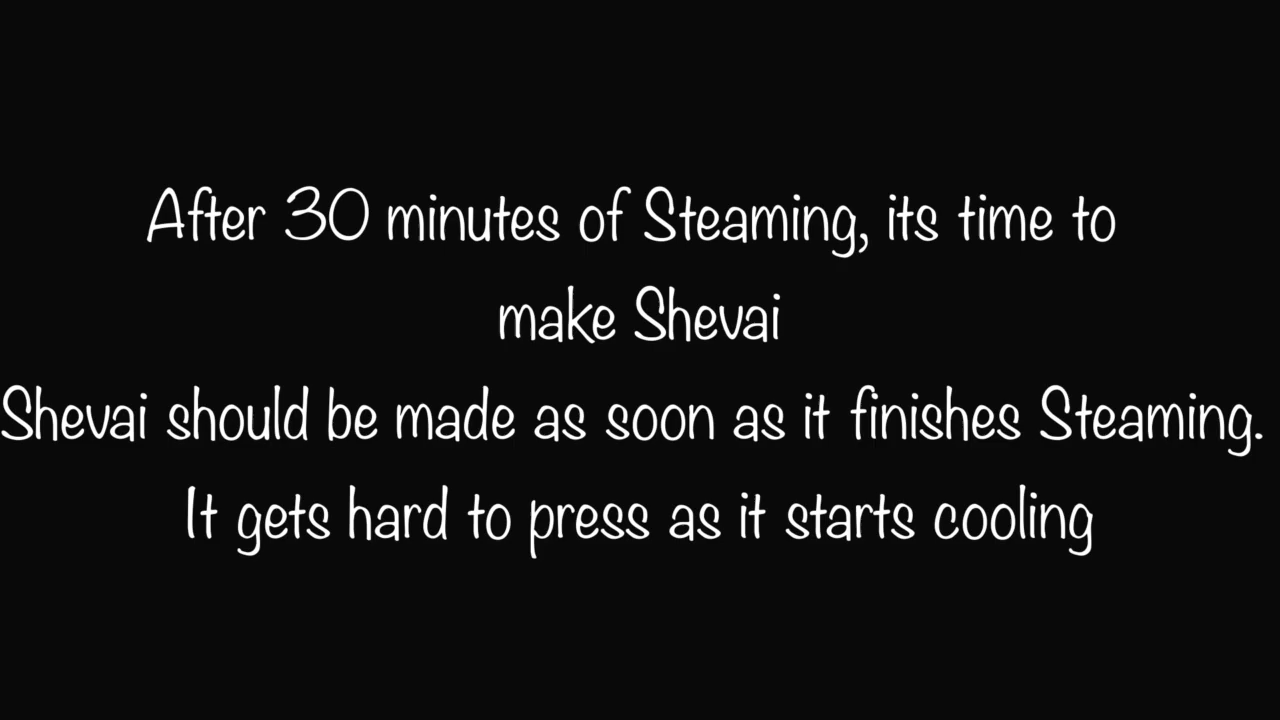 After 30 minutes of Steaming, its time to
make Shevai
Shevai should be made as soon as it finishes Steaming.
It gets hard to press as it starts cooling